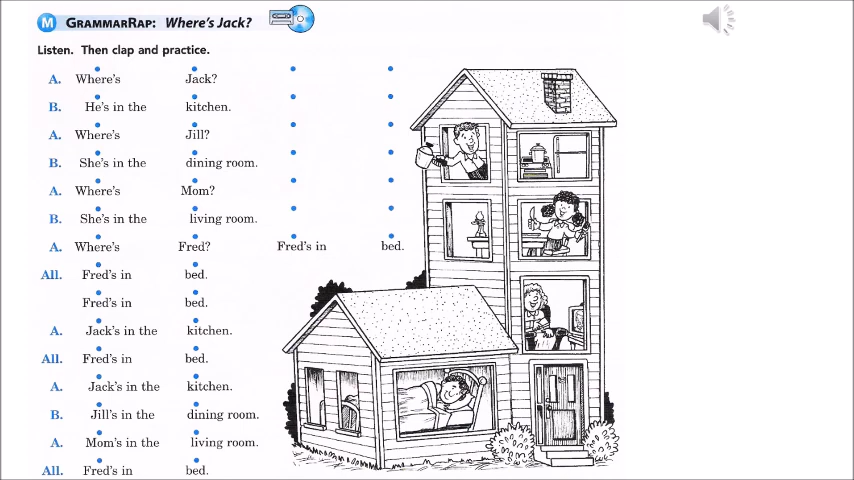 M GRAMMARRAP: Where's Jack?
Listen. Then clap and practice.
A. Where's Jack?
B. He's in the kitchen.
A. Where's Jill?
B. She's in the dining room.
A. Where's Mom?
B. She's in the living room.
A. Where's Fred? Fred's in bed.
All. Fred's in bed.
Fred's in bed.
A. Jack's in the kitchen.
All. Fred's in bed.
A. Jack's in the kitchen.
B. Jill's in the dining room.
A. Mom's in the living room.
All. Fred's in bed.